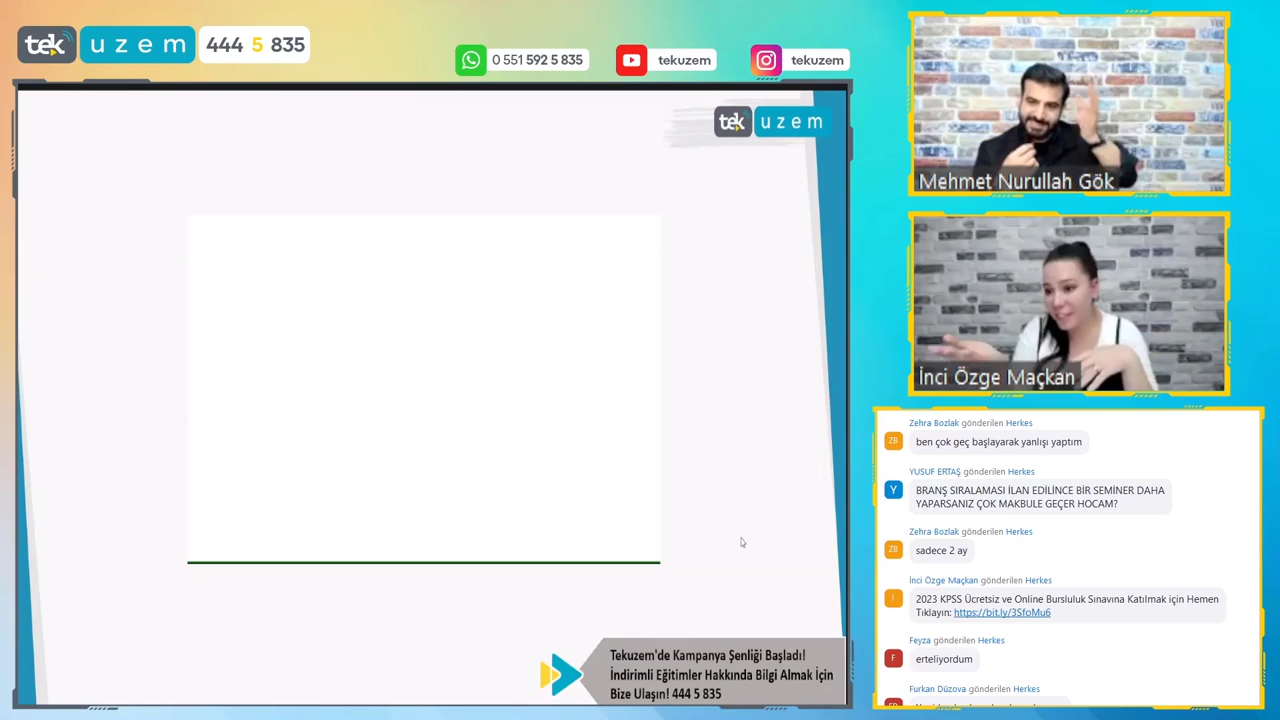 tek uzem 444 5 835
0 551 592 5 835
tekuzem
tekuzem
tek uzem
Mehmet Nurullah Gök
İnci Özge Maçkan
Zehra Bozlak gönderilen Herkes
ZB
ben çok geç başlayarak yanlışı yaptım
YUSUF ERTAŞ gönderilen Herkes
Y
BRANŞ SIRALAMASI İLAN EDİLİNCE BİR SEMİNER DAHA
YAPARSANIZ ÇOK MAKBULE GEÇER HOCAM?
Zehra Bozlak gönderilen Herkes
ZB
sadece 2 ay
İnci Özge Maçkan gönderilen Herkes
İ
2023 KPSS Ücretsiz ve Online Bursluluk Sınavına Katılmak için Hemen
Tıklayın: https://bit.ly/3SfoMu6
Feyza gönderilen Herkes
F
erteliyordum
Furkan Düzova gönderilen Herkes
Tekuzem'de Kampanya Şenliği Başladı!
İndirimli Eğitimler Hakkında Bilgi Almak İçin
Bize Ulaşın! 444 5 835